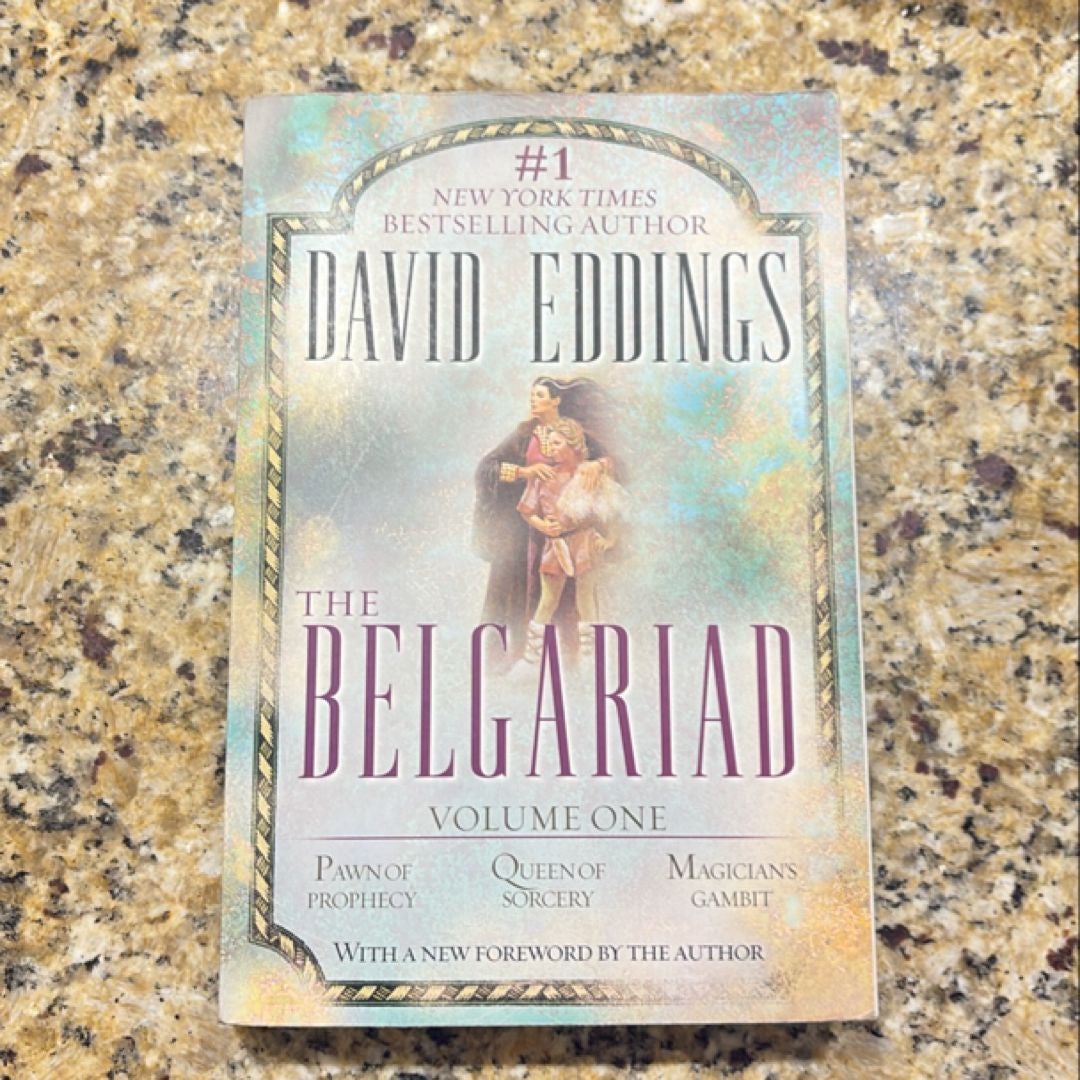 #1
NEW YORK TIMES
BESTSELLING AUTHOR
DAVID EDDINGS
THE
BELGARIAD
VOLUME ONE
PAWN OF PROPHECY
QUEEN OF SORCERY
MAGICIAN'S GAMBIT
WITH A NEW FOREWORD BY THE AUTHOR